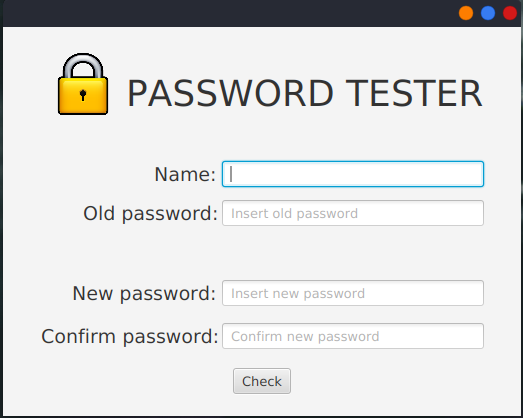 PASSWORD TESTER
Name:
Old password: Insert old password
New password: Insert new password
Confirm password: Confirm new password
Check